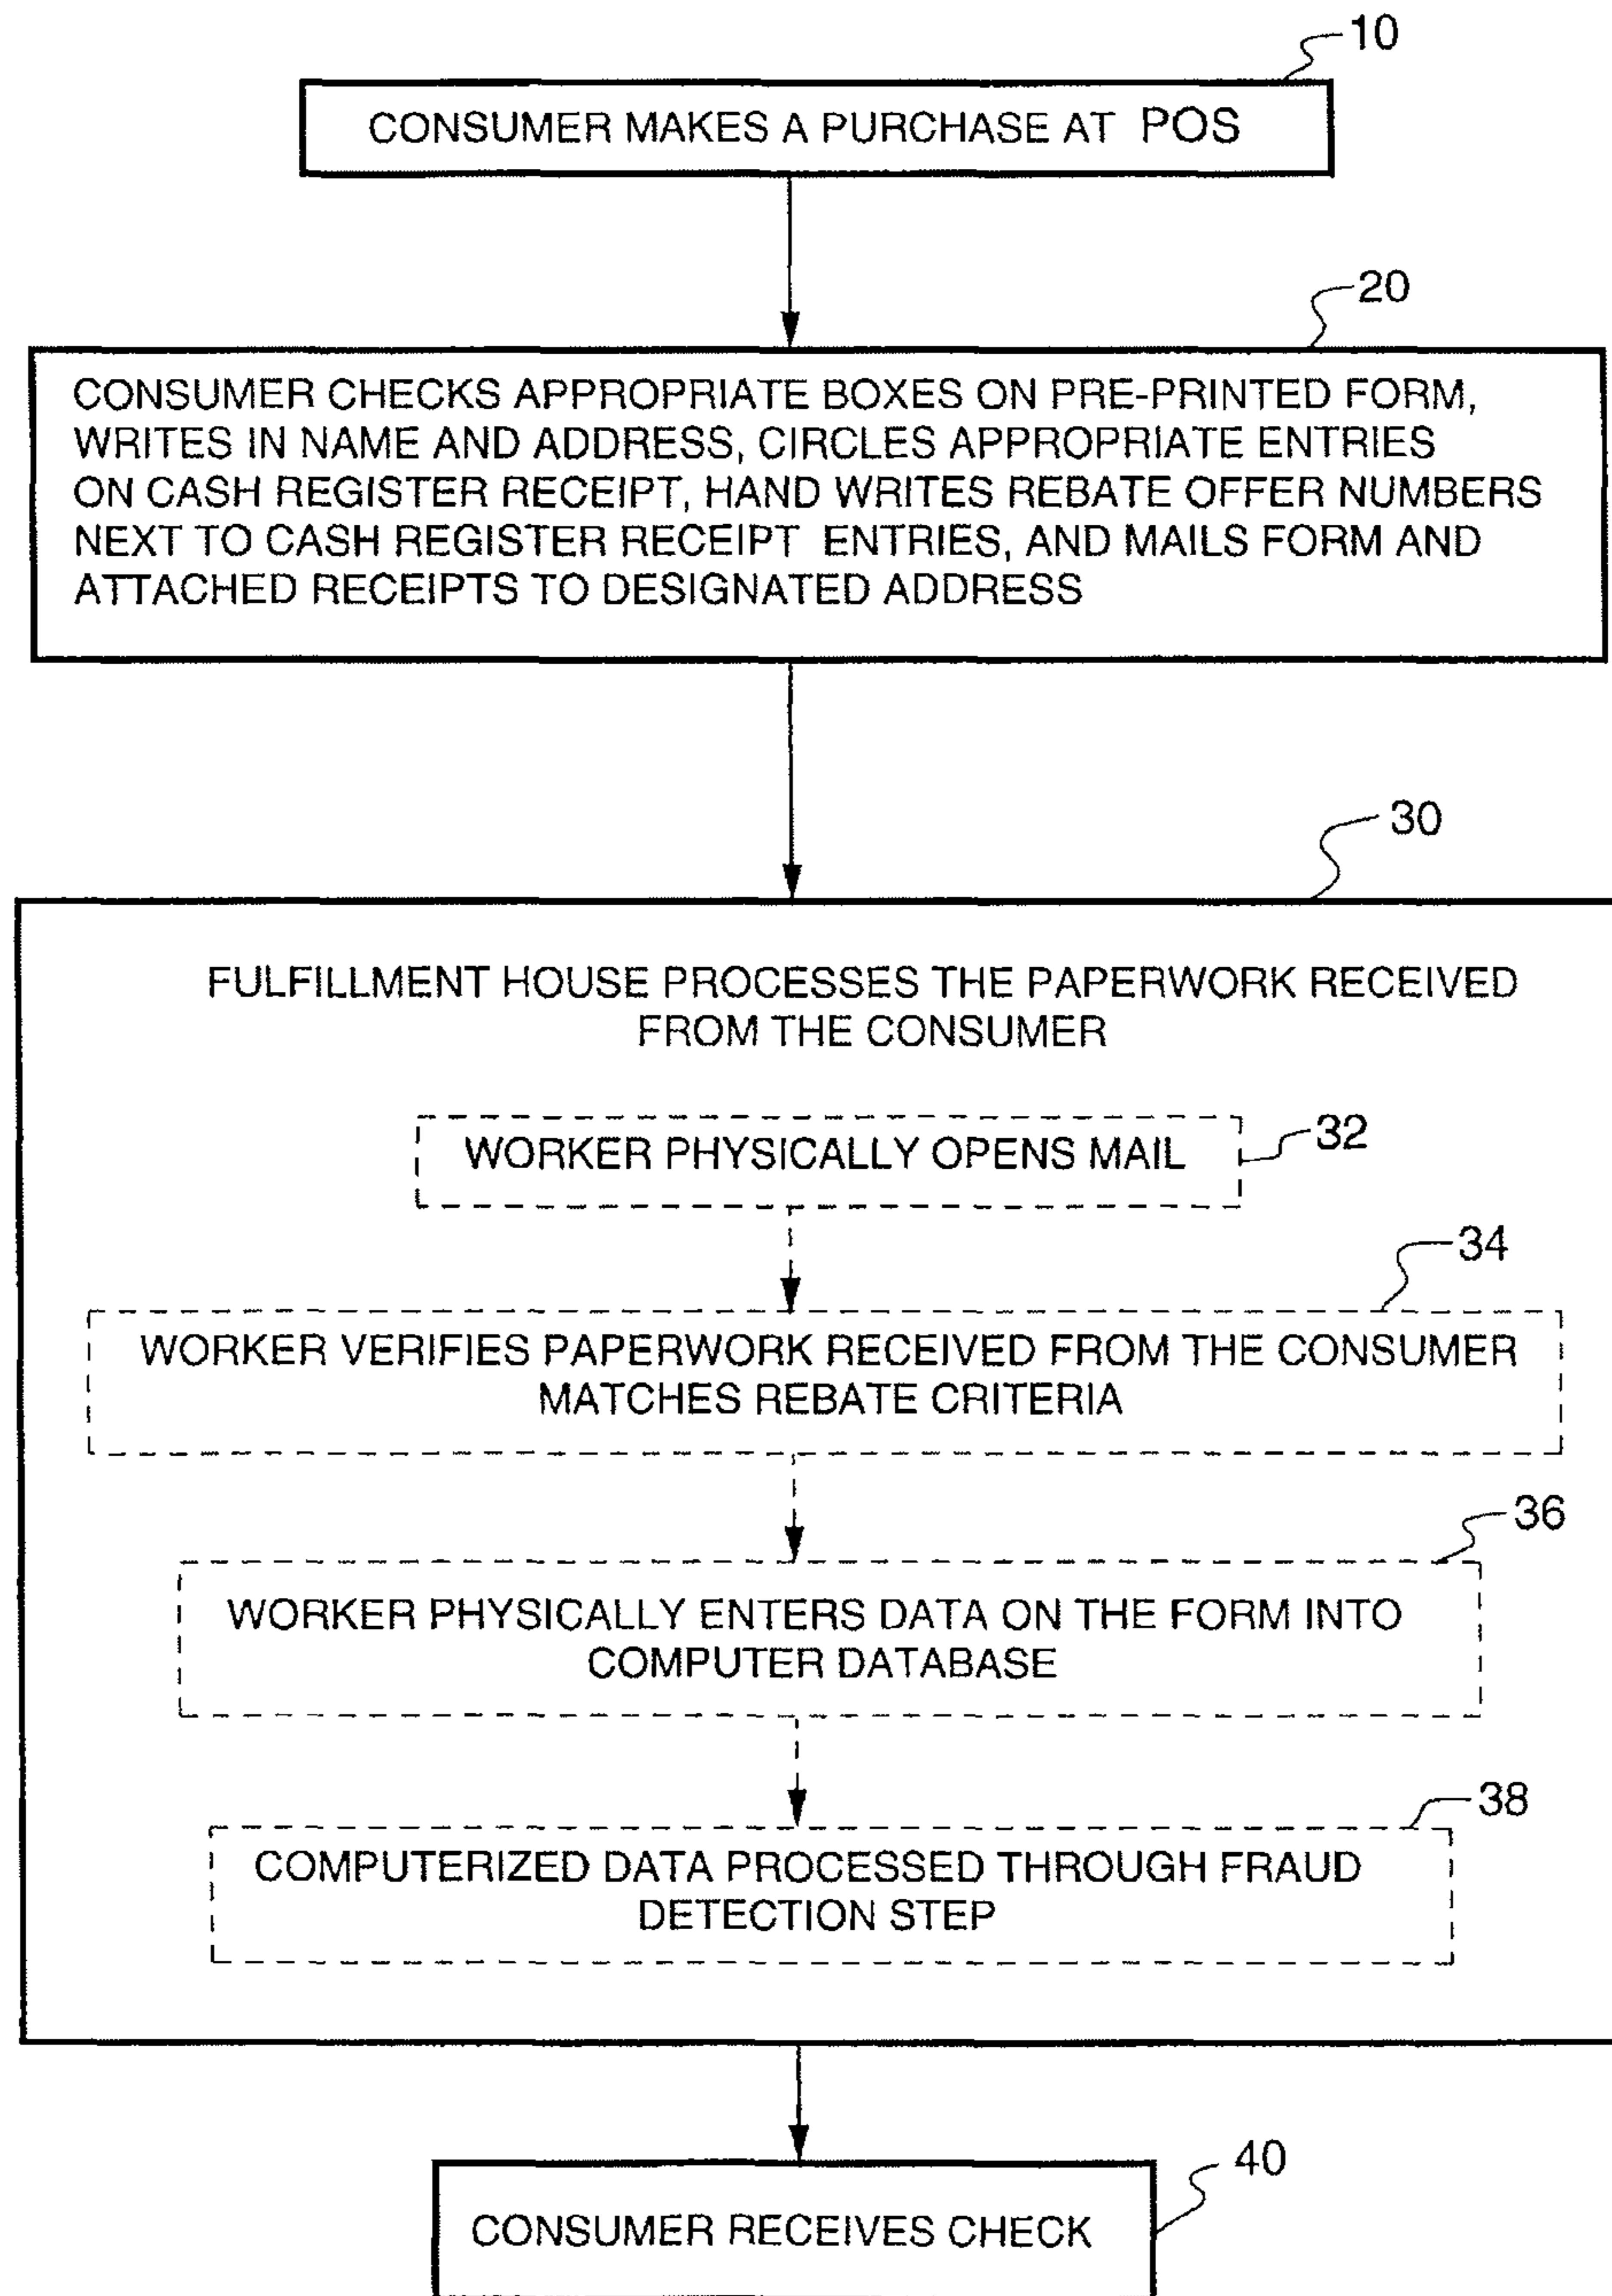 10
CONSUMER MAKES A PURCHASE AT POS
20
CONSUMER CHECKS APPROPRIATE BOXES ON PRE-PRINTED FORM,
WRITES IN NAME AND ADDRESS, CIRCLES APPROPRIATE ENTRIES
ON CASH REGISTER RECEIPT, HAND WRITES REBATE OFFER NUMBERS
NEXT TO CASH REGISTER RECEIPT ENTRIES, AND MAILS FORM AND
ATTACHED RECEIPTS TO DESIGNATED ADDRESS
30
FULFILLMENT HOUSE PROCESSES THE PAPERWORK RECEIVED
FROM THE CONSUMER
WORKER PHYSICALLY OPENS MAIL
32
34
WORKER VERIFIES PAPERWORK RECEIVED FROM THE CONSUMER
MATCHES REBATE CRITERIA
36
WORKER PHYSICALLY ENTERS DATA ON THE FORM INTO
COMPUTER DATABASE
38
COMPUTERIZED DATA PROCESSED THROUGH FRAUD
DETECTION STEP
40
CONSUMER RECEIVES CHECK